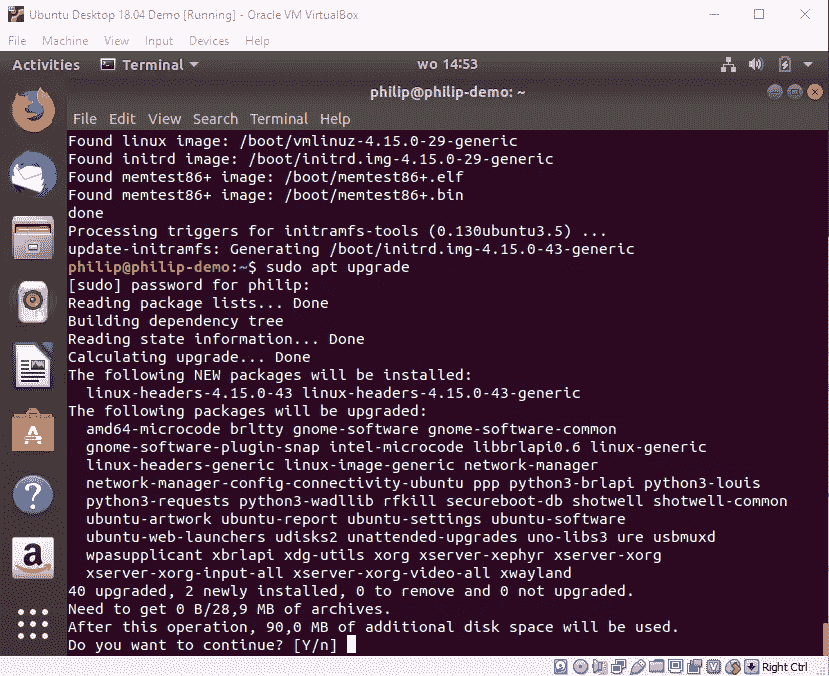 Ubuntu Desktop 18.04 Demo [Running] - Oracle VM VirtualBox
File Machine View Input Devices Help
Activities Terminal wo 14:53
philip@philip-demo: ~
File Edit View Search Terminal Help
Found linux image: /boot/vmlinuz-4.15.0-29-generic
Found initrd image: /boot/initrd.img-4.15.0-29-generic
Found memtest86+ image: /boot/memtest86+.elf
Found memtest86+ image: /boot/memtest86+.bin
done
Processing triggers for initramfs-tools (0.130ubuntu3.5) ...
update-initramfs: Generating /boot/initrd.img-4.15.0-43-generic
philip@philip-demo:~$ sudo apt upgrade
[sudo] password for philip:
Reading package lists... Done
Building dependency tree
Reading state information... Done
Calculating upgrade... Done
The following NEW packages will be installed:
linux-headers-4.15.0-43 linux-headers-4.15.0-43-generic
The following packages will be upgraded:
amd64-microcode brltty gnome-software gnome-software-common
gnome-software-plugin-snap intel-microcode libbrlapi0.6 linux-generic
linux-headers-generic linux-image-generic network-manager
network-manager-config-connectivity-ubuntu ppp python3-brlapi python3-louis
python3-requests python3-wadllib rfkill secureboot-db shotwell shotwell-common
ubuntu-artwork ubuntu-report ubuntu-settings ubuntu-software
ubuntu-web-launchers udisks2 unattended-upgrades uno-libs3 ure usbmuxd
wpasupplicant xbrlapi xdg-utils xorg xserver-xephyr xserver-xorg
xserver-xorg-input-all xserver-xorg-video-all xwayland
40 upgraded, 2 newly installed, 0 to remove and 0 not upgraded.
Need to get 0 B/28,9 MB of archives.
After this operation, 90,0 MB of additional disk space will be used.
Do you want to continue? [Y/n]
Right Ctrl